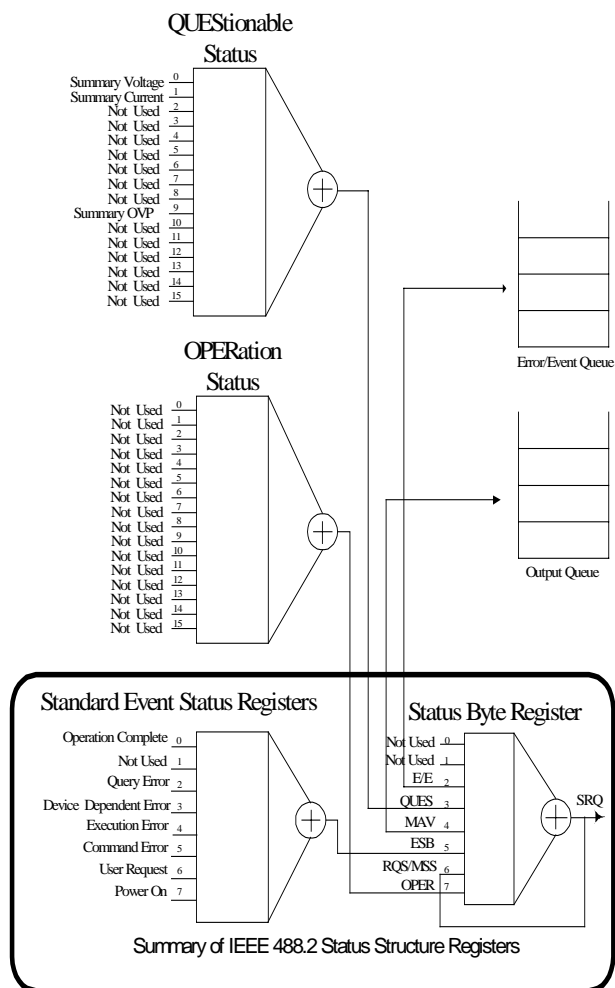 QUEStionable
Status
Summary Voltage 0
Summary Current 1
Not Used 2
Not Used 3
Not Used 4
Not Used 5
Not Used 6
Not Used 7
Not Used 8
Summary OVP 9
Not Used 10
Not Used 11
Not Used 12
Not Used 13
Not Used 14
Not Used 15
Error/Event Queue
OPERation
Status
Not Used 0
Not Used 1
Not Used 2
Not Used 3
Not Used 4
Not Used 5
Not Used 6
Not Used 7
Not Used 8
Not Used 9
Not Used 10
Not Used 11
Not Used 12
Not Used 13
Not Used 14
Not Used 15
Output Queue
Standard Event Status Registers
Operation Complete 0
Not Used 1
Query Error 2
Device Dependent Error 3
Execution Error 4
Command Error 5
User Request 6
Power On 7
Status Byte Register
Not Used 0
Not Used 1
E/E 2
QUES 3
MAV 4
ESB 5
RQS/MSS 6
OPER 7
SRQ
Summary of IEEE 488.2 Status Structure Registers